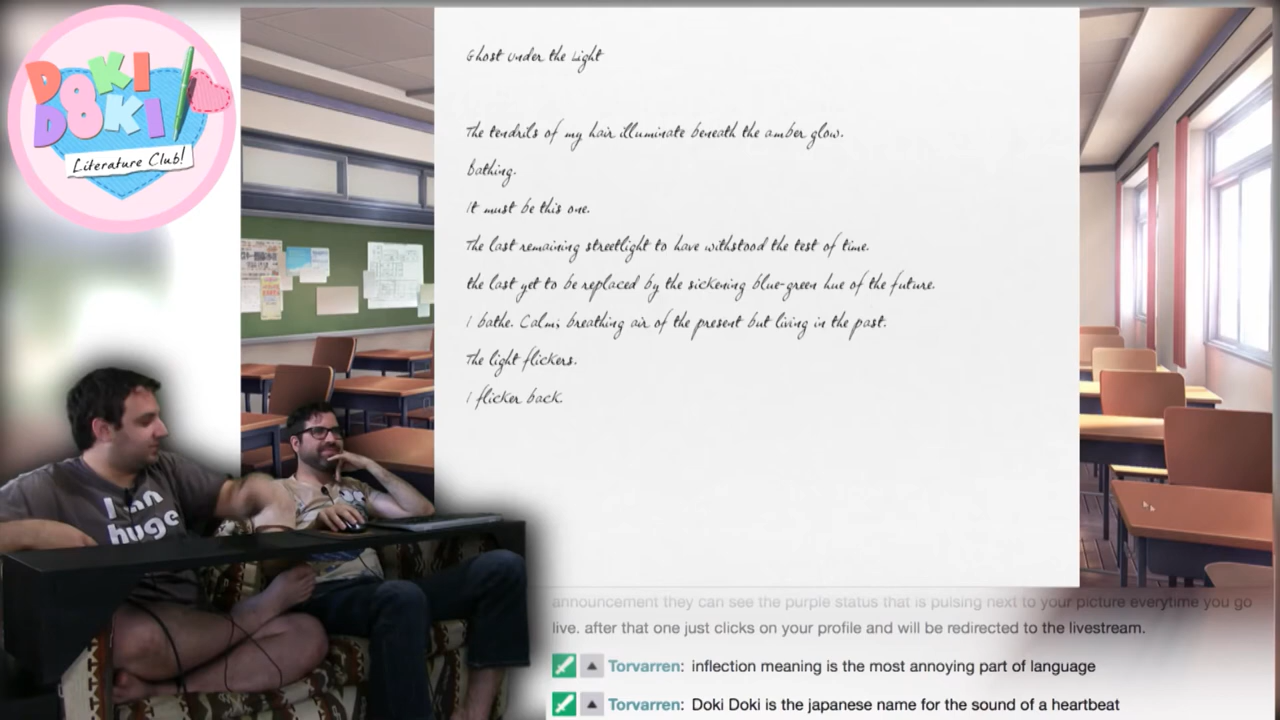 DOKI
DOKI
Literature Club!
Ghost Under the Light
The tendrils of my hair illuminate beneath the amber glow.
Bathing.
It must be this one.
The last remaining streetlight to have withstood the test of time.
the last yet to be replaced by the sickening blue-green hue of the future.
I bathe. Calm; breathing air of the present but living in the past.
The light flickers.
I flicker back.
I am
huge
announcement they can see the purple status that is pulsing next to your picture everytime you go
live. after that one just clicks on your profile and will be redirected to the livestream.
Torvarren: inflection meaning is the most annoying part of language
Torvarren: Doki Doki is the japanese name for the sound of a heartbeat